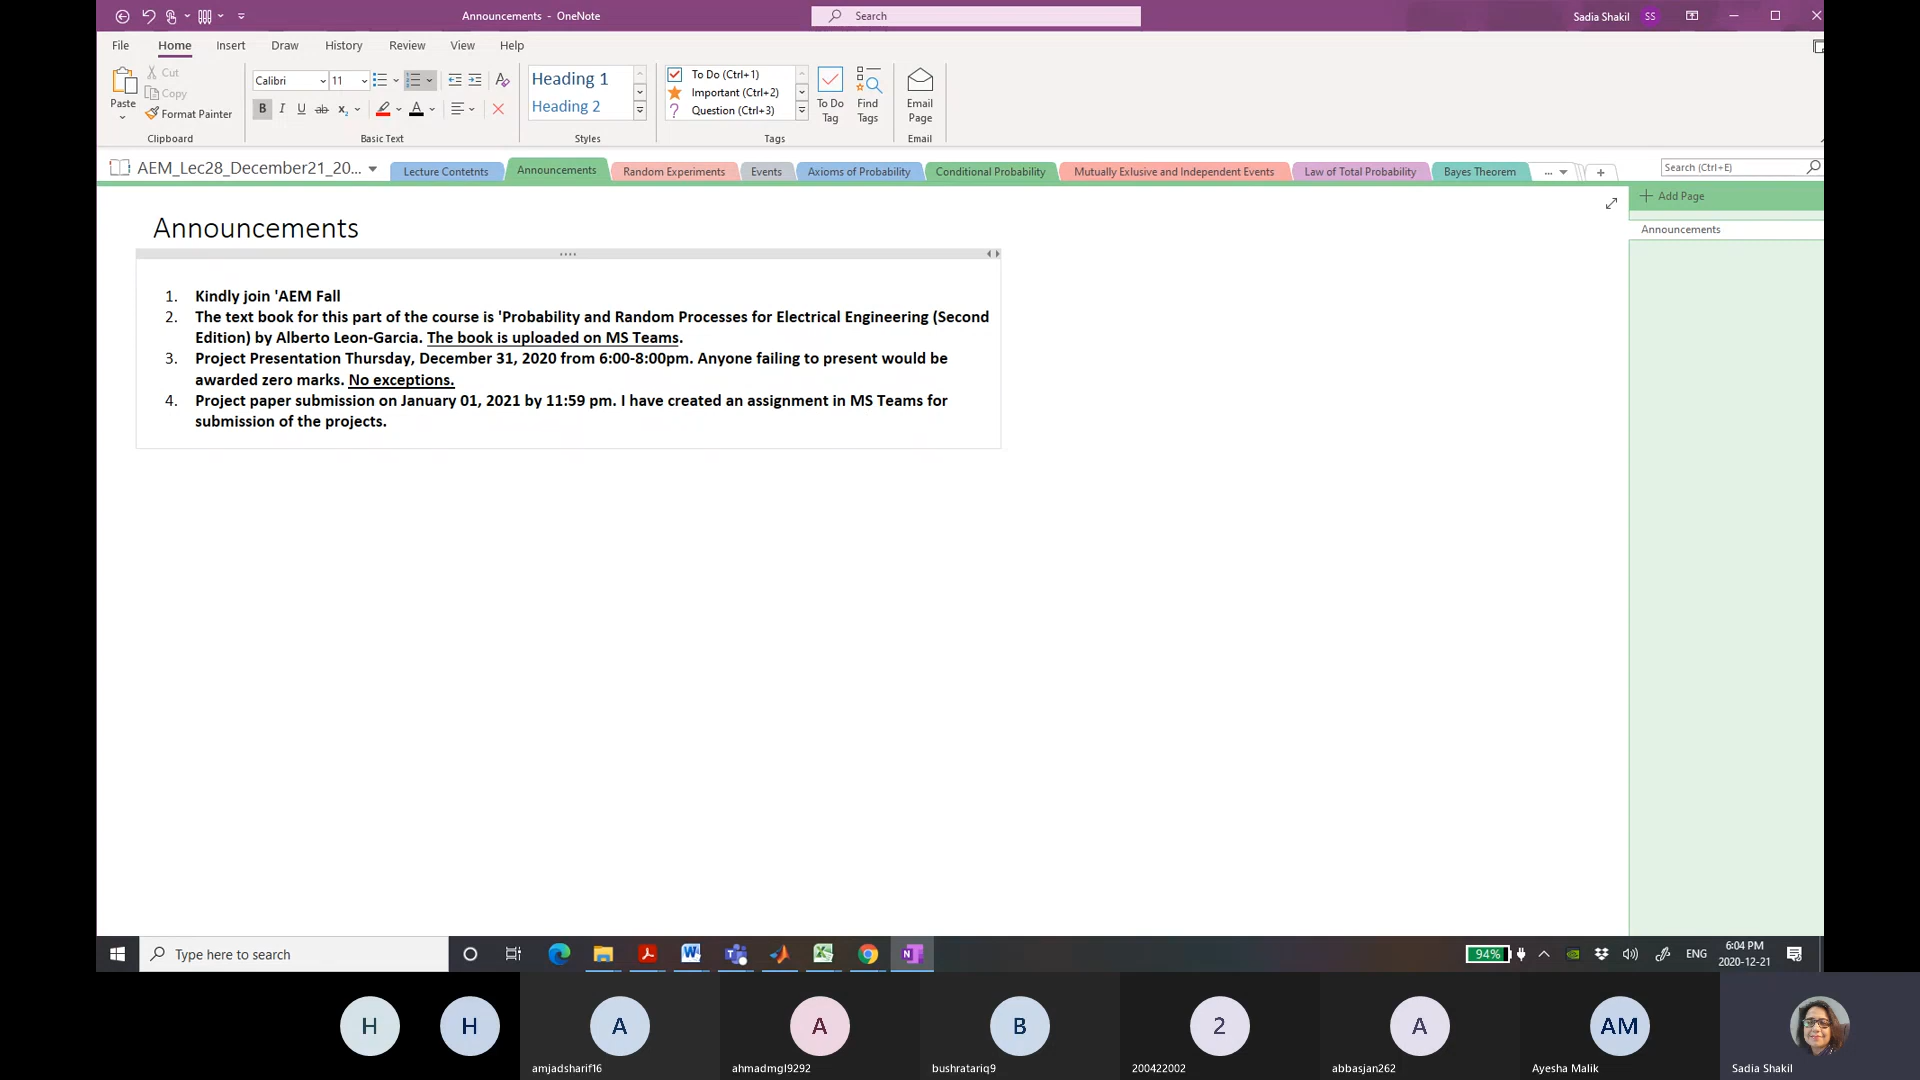 Announcements - OneNote
Search
Sadia Shakil
SS
File
Home
Insert
Draw
History
Review
View
Help
Paste
Cut
Copy
Format Painter
Clipboard
Calibri
11
Basic Text
Heading 1
Heading 2
Styles
To Do (Ctrl+1)
Important (Ctrl+2)
Question (Ctrl+3)
Tags
To Do
Tag
Find
Tags
Email
Page
Email
AEM_Lec28_December21_20...
Lecture Contetnts
Announcements
Random Experiments
Events
Axioms of Probability
Conditional Probability
Mutually Exlusive and Independent Events
Law of Total Probability
Bayes Theorem
...
Search (Ctrl+E)
Add Page
Announcements
Announcements
1. Kindly join 'AEM Fall
2. The text book for this part of the course is 'Probability and Random Processes for Electrical Engineering (Second
Edition) by Alberto Leon-Garcia. The book is uploaded on MS Teams.
3. Project Presentation Thursday, December 31, 2020 from 6:00-8:00pm. Anyone failing to present would be
awarded zero marks. No exceptions.
4. Project paper submission on January 01, 2021 by 11:59 pm. I have created an assignment in MS Teams for
submission of the projects.
Type here to search
94%
ENG
6:04 PM
2020-12-21
H
H
A
amjadsharif16
A
ahmadmgl9292
B
bushratariq9
2
200422002
A
abbasjan262
AM
Ayesha Malik
Sadia Shakil